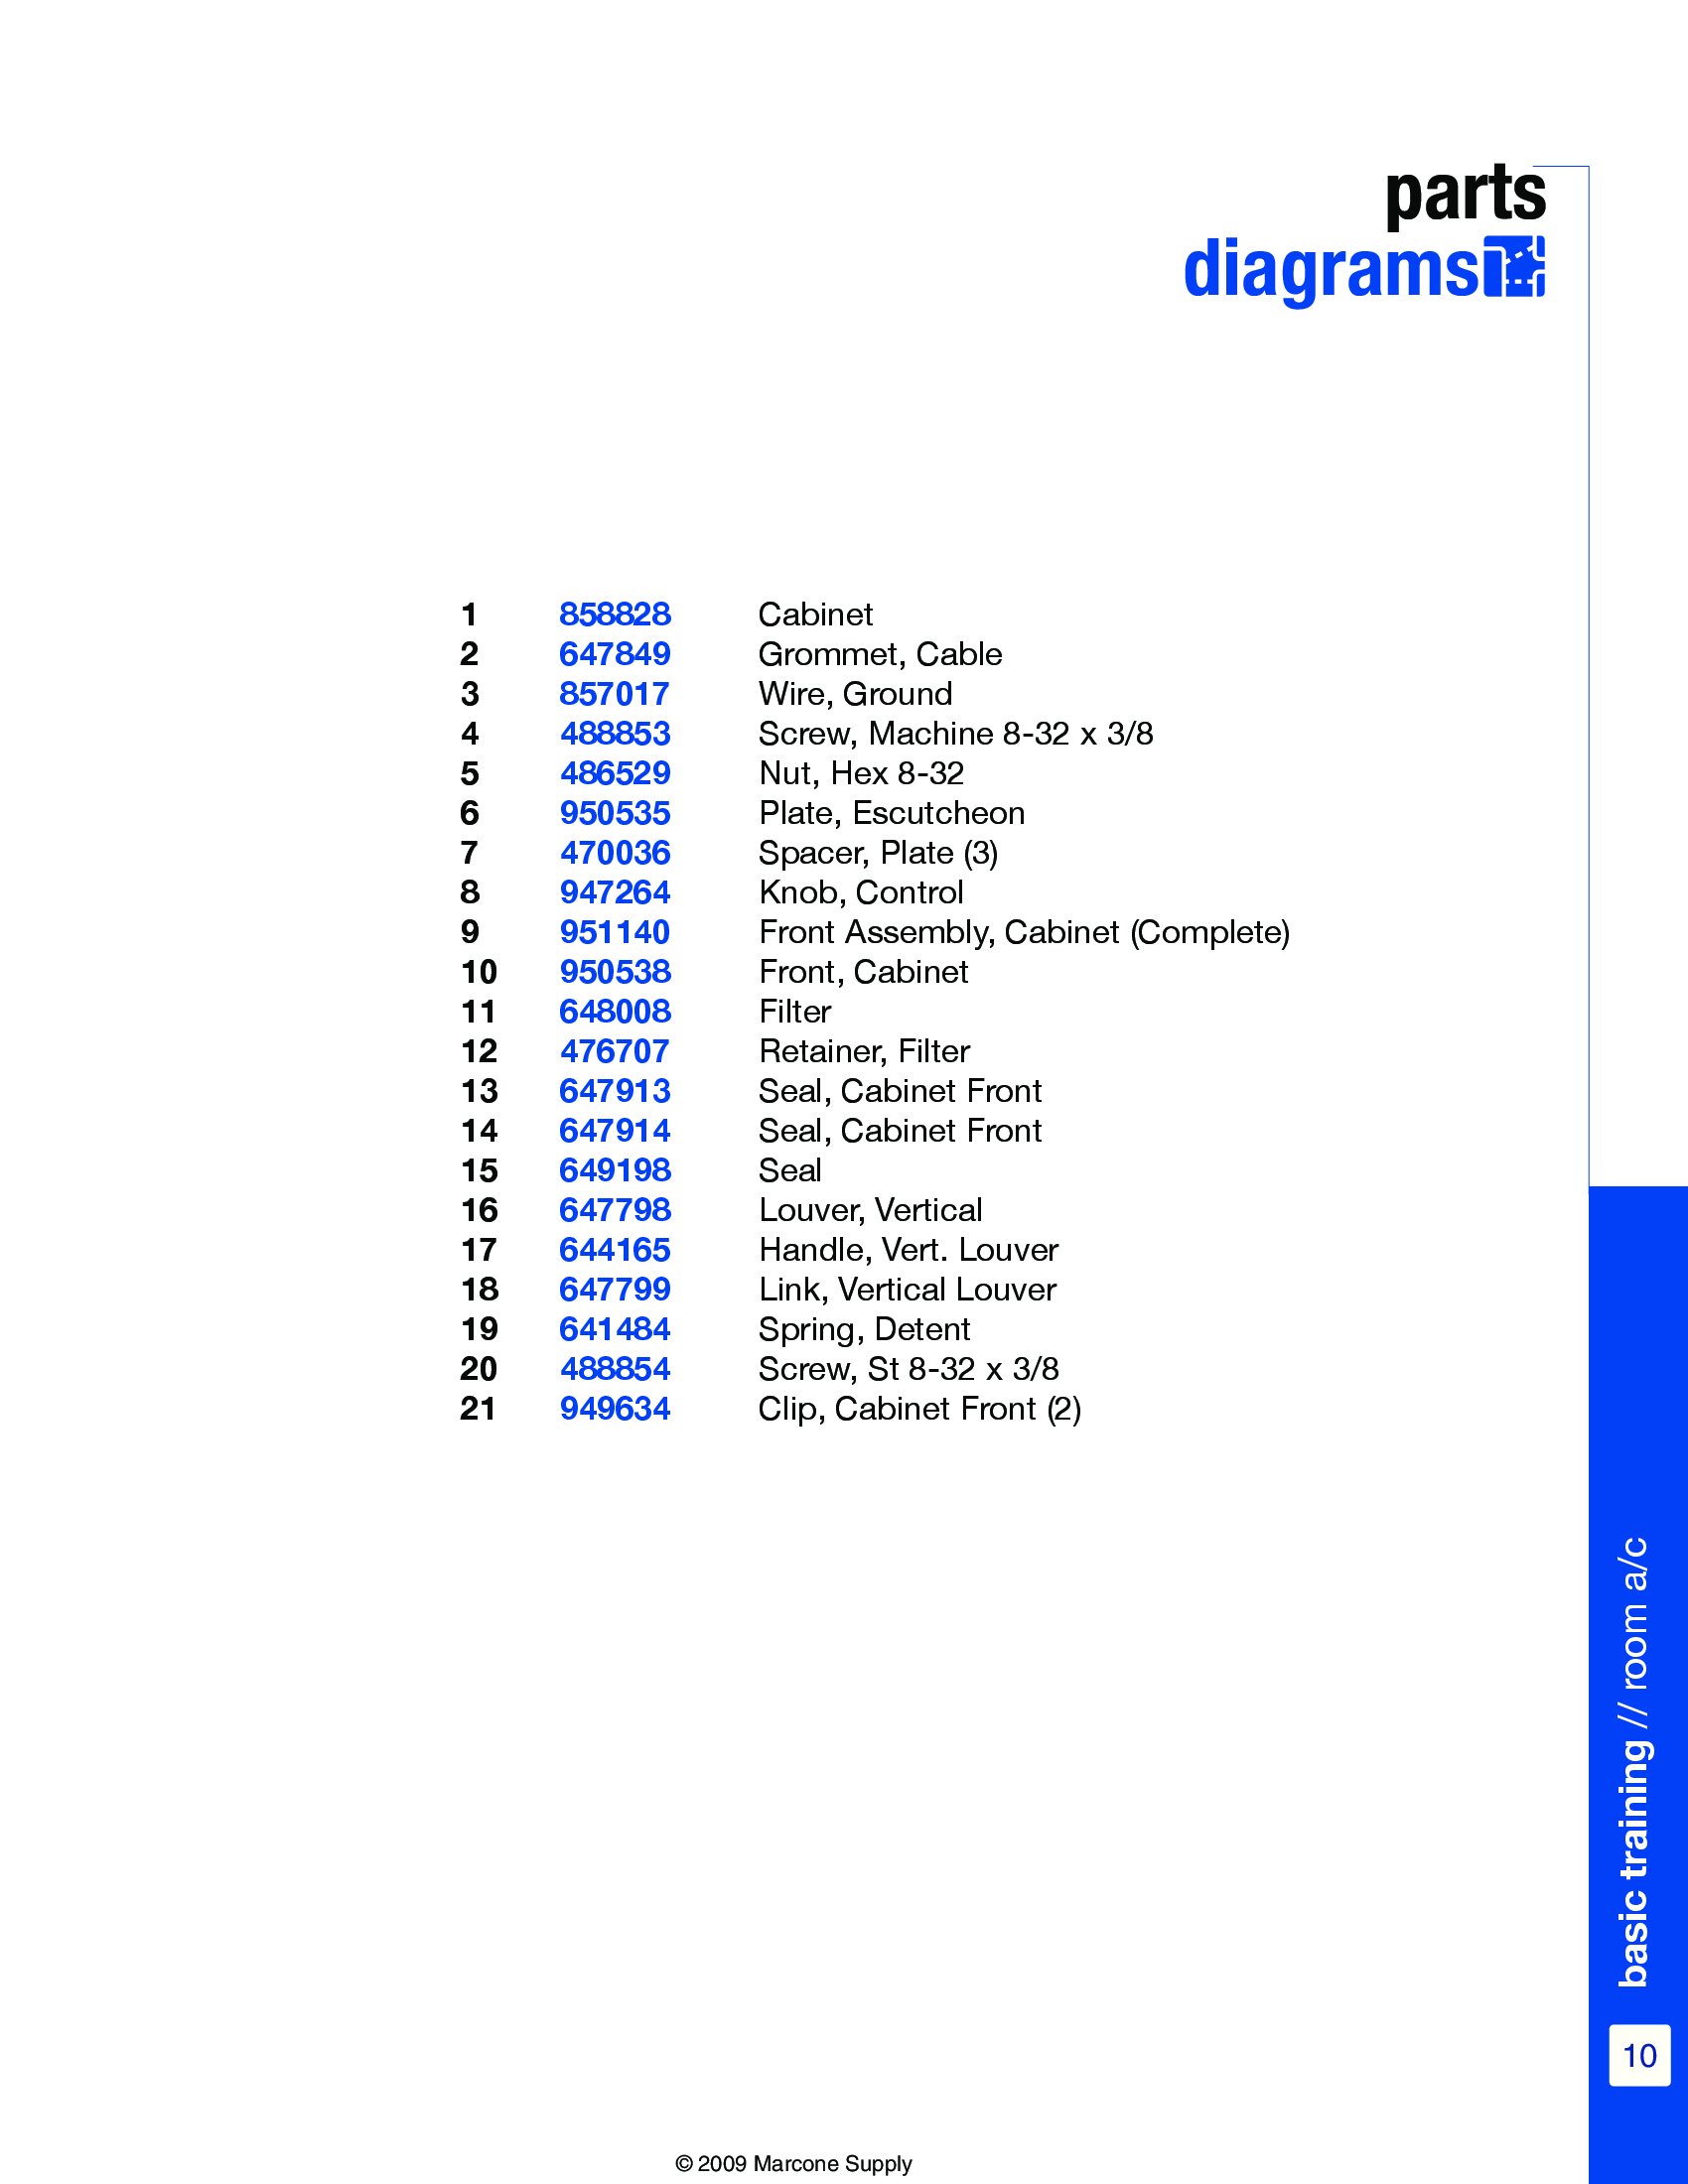 parts
diagrams
1 858828 Cabinet
2 647849 Grommet, Cable
3 857017 Wire, Ground
4 488853 Screw, Machine 8-32 x 3/8
5 486529 Nut, Hex 8-32
6 950535 Plate, Escutcheon
7 470036 Spacer, Plate (3)
8 947264 Knob, Control
9 951140 Front Assembly, Cabinet (Complete)
10 950538 Front, Cabinet
11 648008 Filter
12 476707 Retainer, Filter
13 647913 Seal, Cabinet Front
14 647914 Seal, Cabinet Front
15 649198 Seal
16 647798 Louver, Vertical
17 644165 Handle, Vert. Louver
18 647799 Link, Vertical Louver
19 641484 Spring, Detent
20 488854 Screw, St 8-32 x 3/8
21 949634 Clip, Cabinet Front (2)
basic training // room a/c
10
© 2009 Marcone Supply